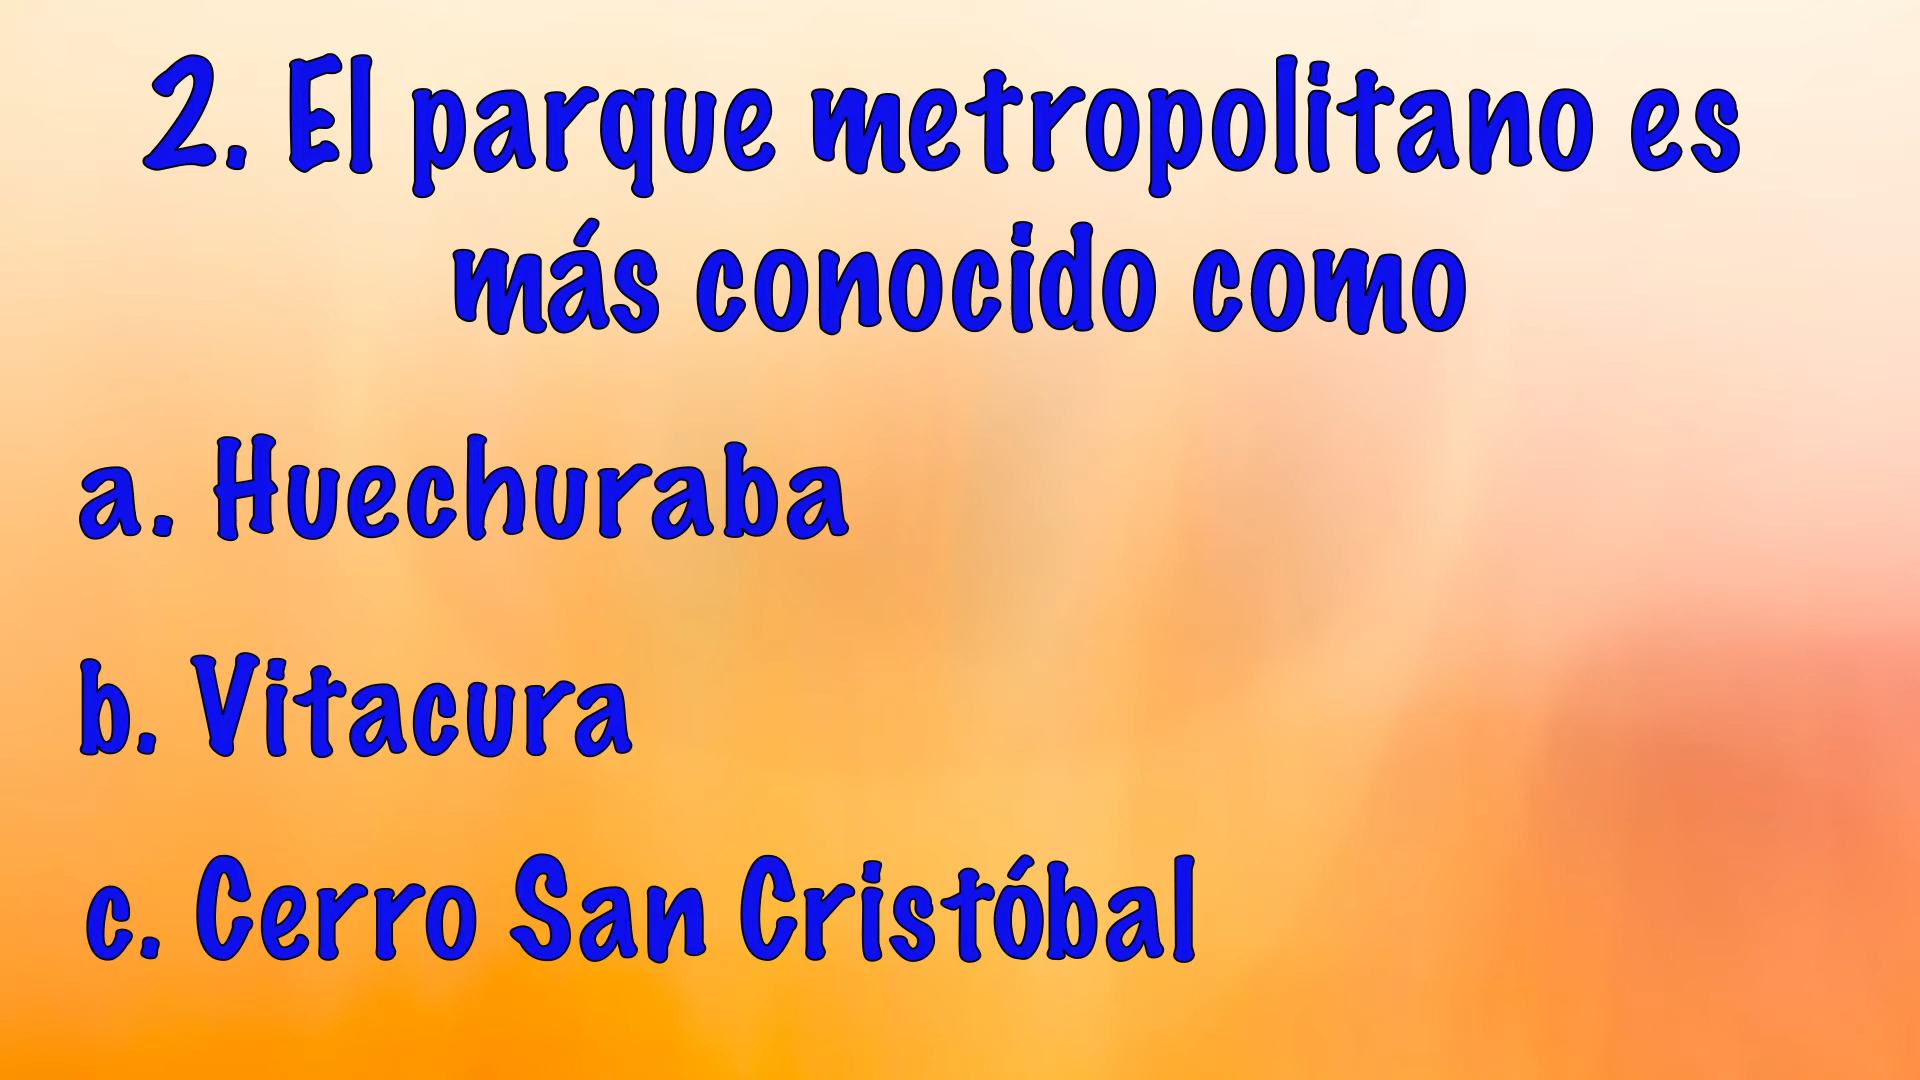 2. El parque metropolitano es
más conocido como
a. Huechuraba
b. Vitacura
c. Cerro San Cristóbal